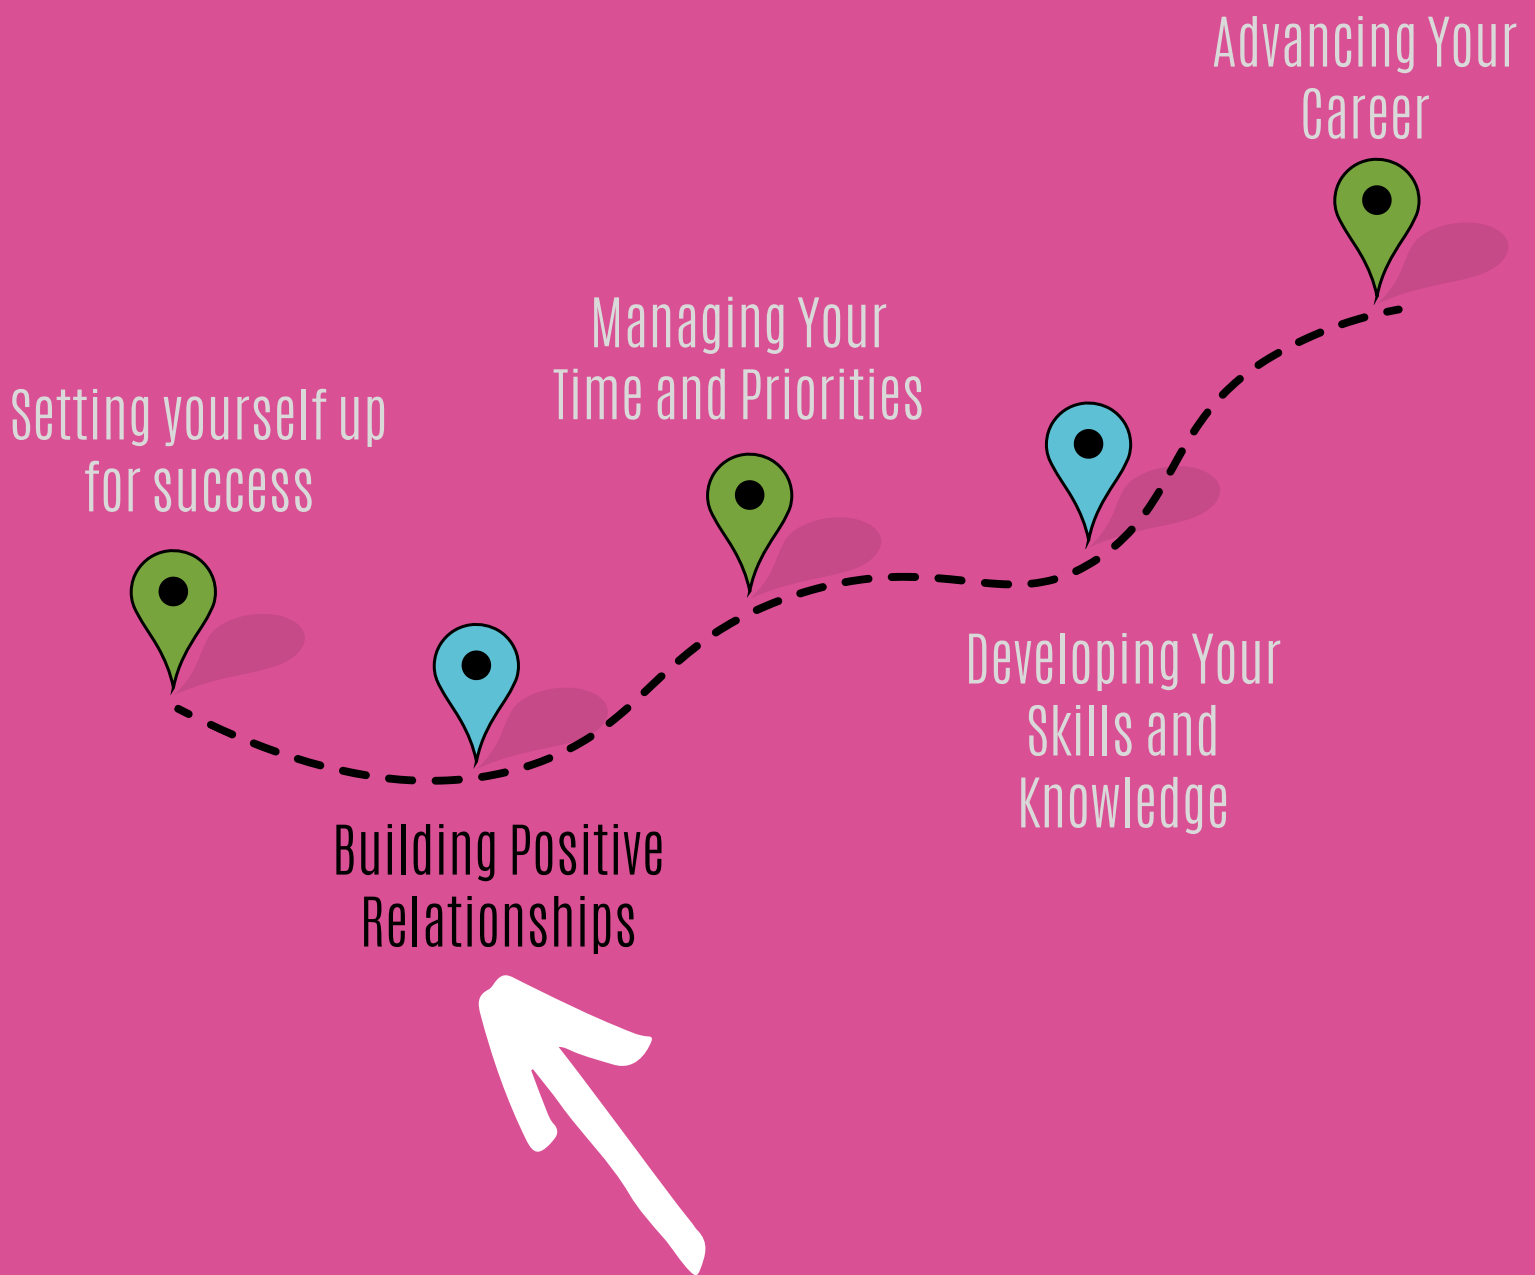 Setting yourself up
for success
Building Positive
Relationships
Managing Your
Time and Priorities
Developing Your
Skills and
Knowledge
Advancing Your
Career